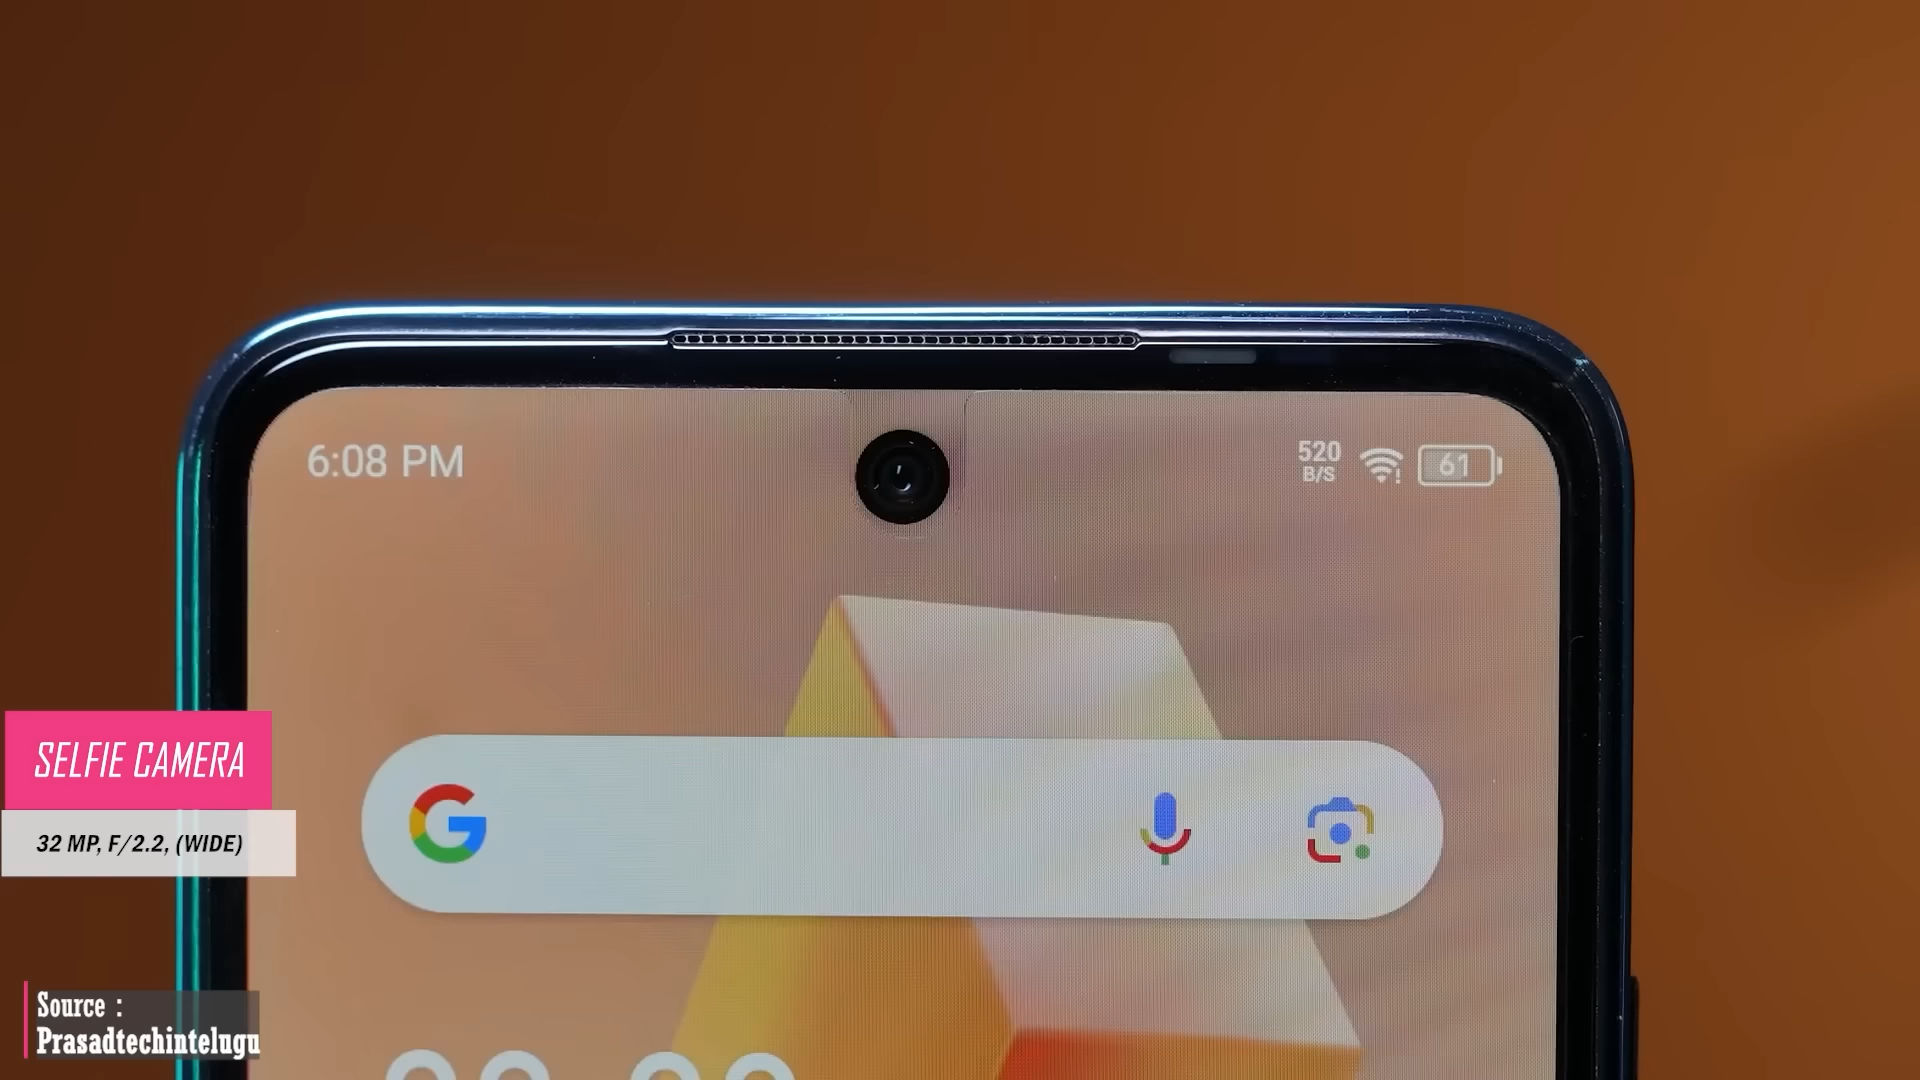 6:08 PM
520
B/S
61
SELFIE CAMERA
32 MP, F/2.2, (WIDE)
Source :
Prasadtechintelugu